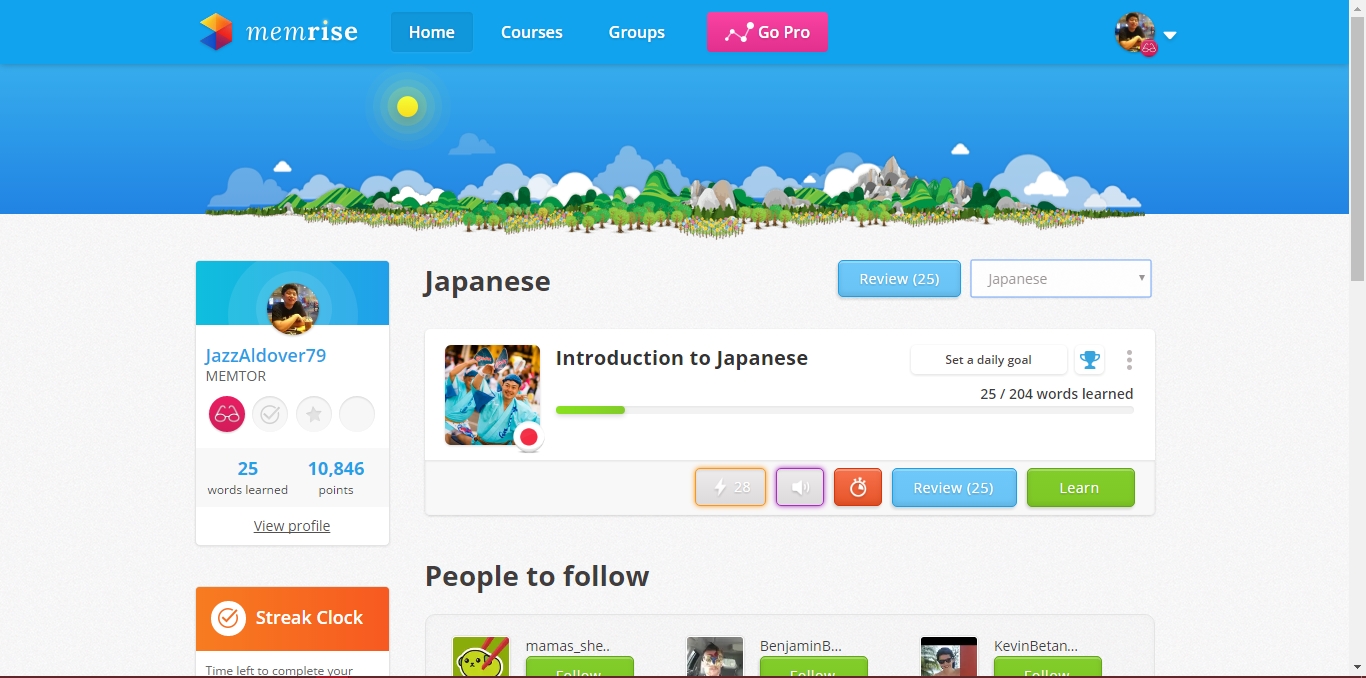 memrise
Home
Courses
Groups
Go Pro
Japanese
Review (25)
Japanese
JazzAldover79
MEMTOR
25
words learned
10,846
points
View profile
Introduction to Japanese
Set a daily goal
25 / 204 words learned
28
Review (25)
Learn
Streak Clock
Time left to complete your
People to follow
mamas_she..
Follow
BenjaminB...
Follow
KevinBetan...
Follow